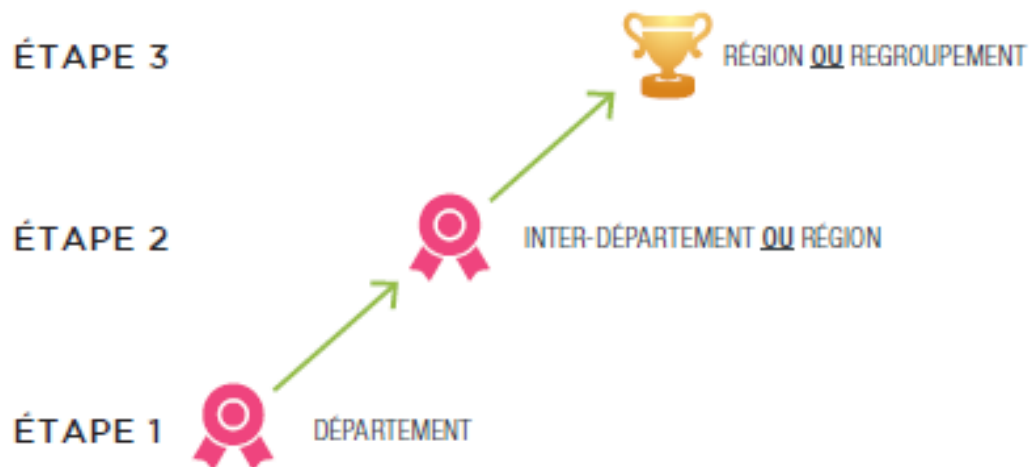 ÉTAPE 3
RÉGION OU REGROUPEMENT
ÉTAPE 2
INTER-DÉPARTEMENT OU RÉGION
ÉTAPE 1
DÉPARTEMENT